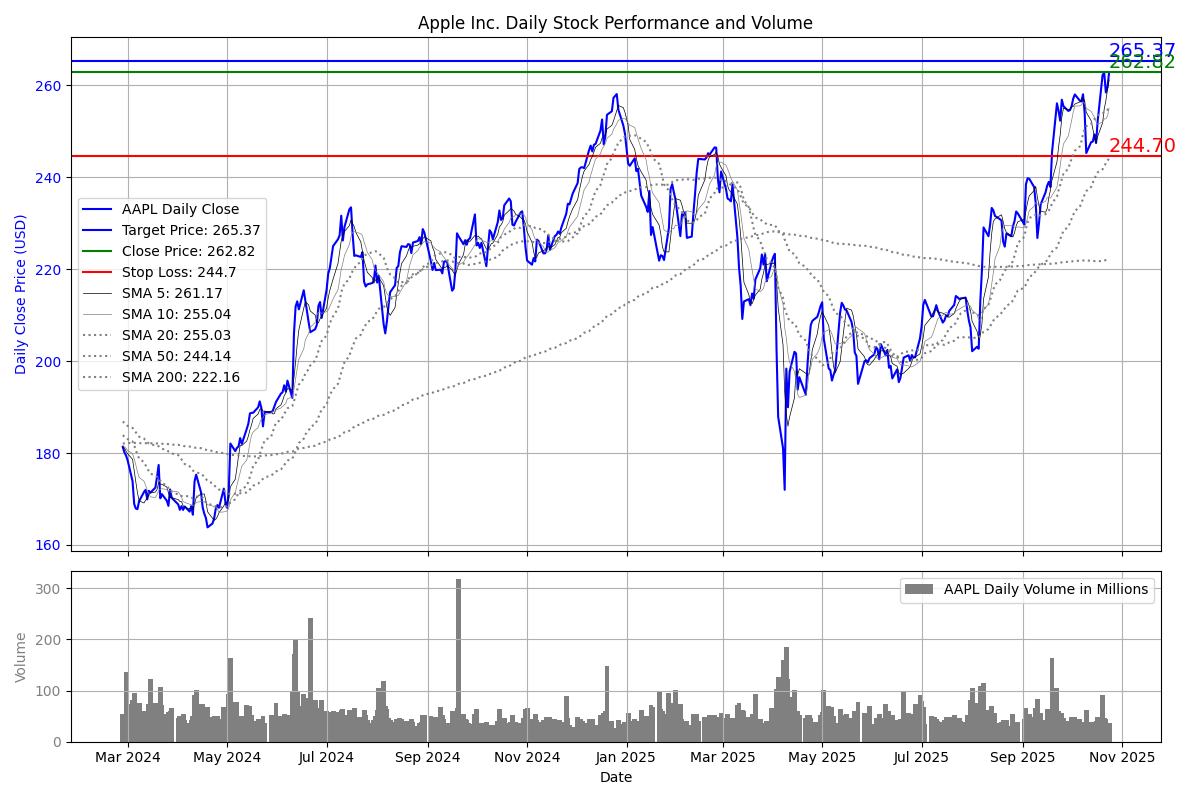 Apple Inc. Daily Stock Performance and Volume
265.37
262.82
244.70
260
240
220
200
180
160
Daily Close Price (USD)
AAPL Daily Close
Target Price: 265.37
Close Price: 262.82
Stop Loss: 244.7
SMA 5: 261.17
SMA 10: 255.04
SMA 20: 255.03
SMA 50: 244.14
SMA 200: 222.16
300
200
100
0
Volume
AAPL Daily Volume in Millions
Mar 2024 May 2024 Jul 2024 Sep 2024 Nov 2024 Jan 2025 Mar 2025 May 2025 Jul 2025 Sep 2025 Nov 2025
Date